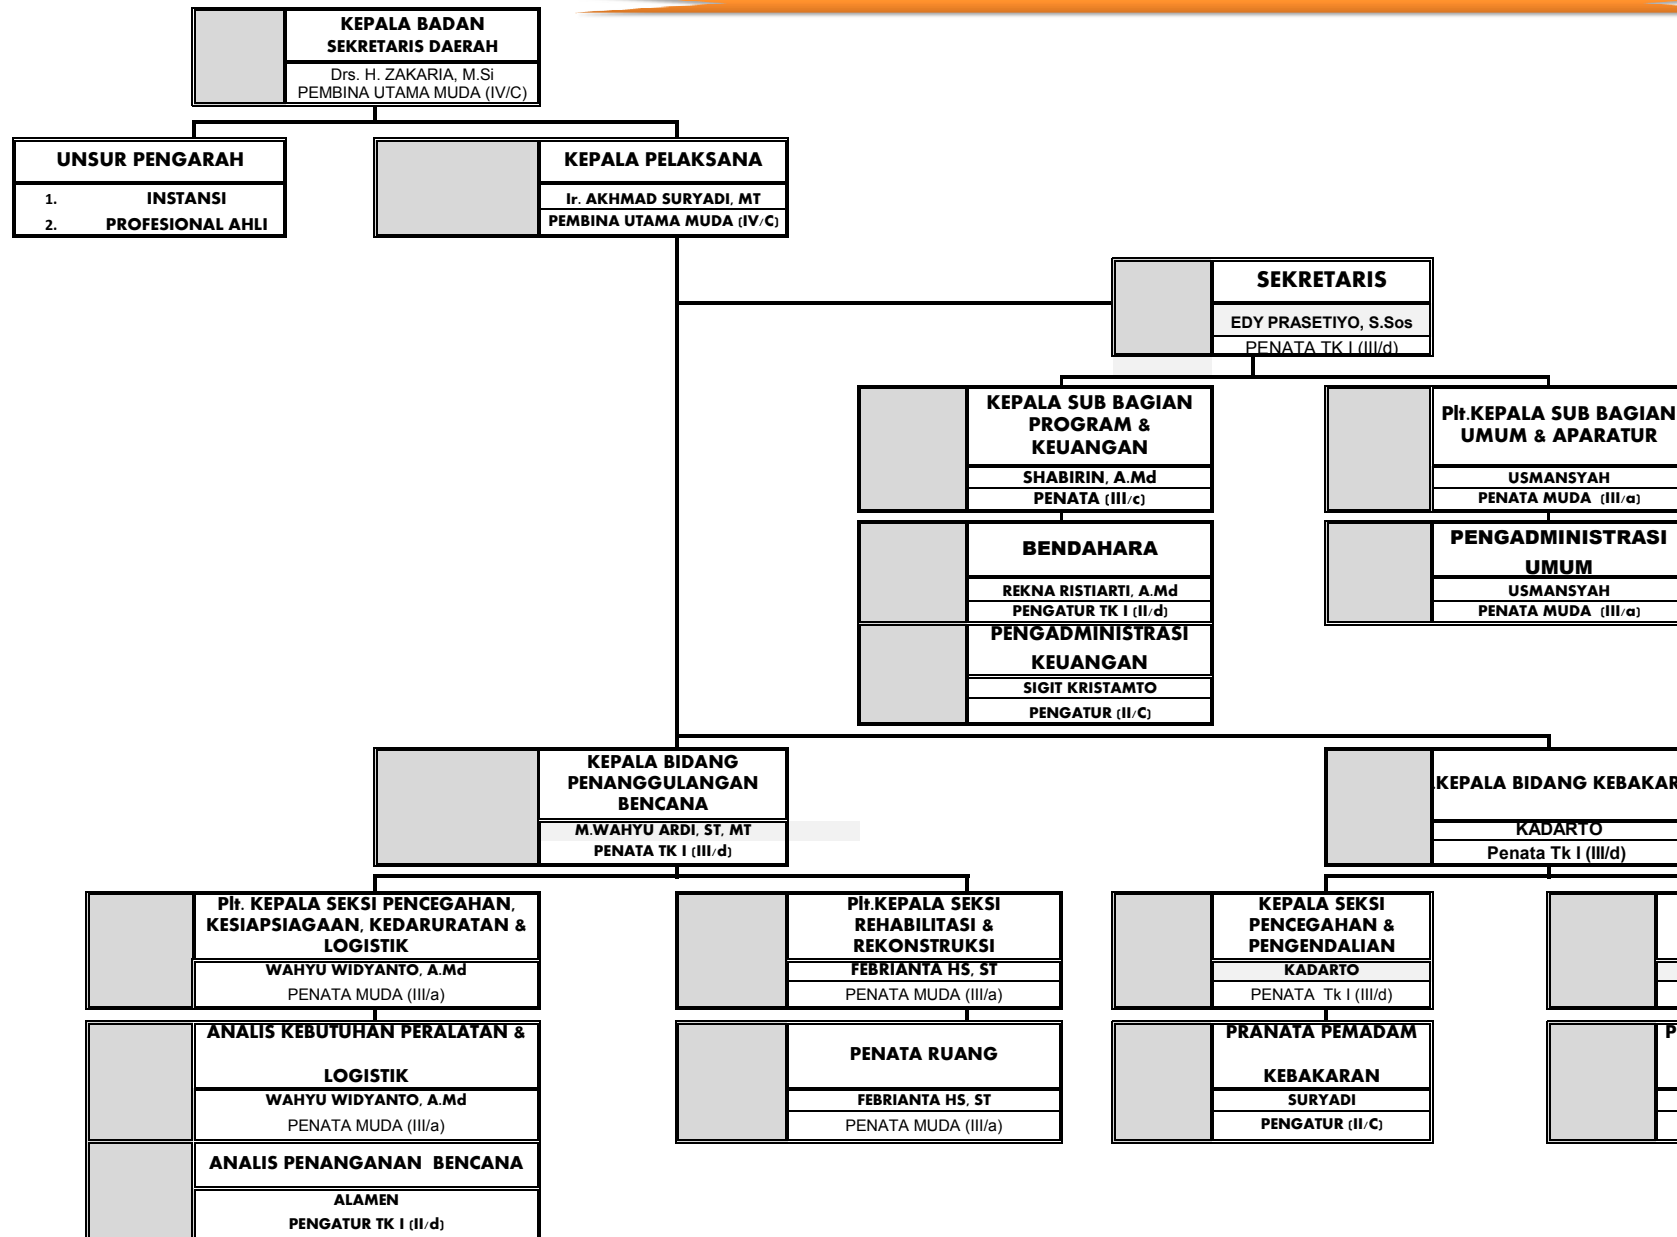 KEPALA BADAN
SEKRETARIS DAERAH
Drs. H. ZAKARIA, M.Si
PEMBINA UTAMA MUDA (IV/C)
UNSUR PENGARAH
1. INSTANSI
2. PROFESIONAL AHLI
KEPALA PELAKSANA
Ir. AKHMAD SURYADI, MT
PEMBINA UTAMA MUDA (IV/C)
SEKRETARIS
EDY PRASETIYO, S.Sos
PENATA TK I (III/d)
KEPALA SUB BAGIAN
PROGRAM &
KEUANGAN
SHABIRIN, A.Md
PENATA (III/c)
Plt.KEPALA SUB BAGIAN
UMUM & APARATUR
USMANSYAH
PENATA MUDA (III/a)
BENDAHARA
REKNA RISTIARTI, A.Md
PENGATUR TK I (II/d)
PENGADMINISTRASI
UMUM
USMANSYAH
PENATA MUDA (III/a)
PENGADMINISTRASI
KEUANGAN
SIGIT KRISTAMTO
PENGATUR (II/C)
KEPALA BIDANG
PENANGGULANGAN
BENCANA
M.WAHYU ARDI, ST, MT
PENATA TK I (III/d)
KEPALA BIDANG KEBAKAR
KADARTO
Penata Tk I (III/d)
Plt. KEPALA SEKSI PENCEGAHAN,
KESIAPSIAGAAN, KEDARURATAN &
LOGISTIK
WAHYU WIDYANTO, A.Md
PENATA MUDA (III/a)
Plt.KEPALA SEKSI
REHABILITASI &
REKONSTRUKSI
FEBRIANTA HS, ST
PENATA MUDA (III/a)
KEPALA SEKSI
PENCEGAHAN &
PENGENDALIAN
KADARTO
PENATA Tk I (III/d)
ANALIS KEBUTUHAN PERALATAN &
LOGISTIK
WAHYU WIDYANTO, A.Md
PENATA MUDA (III/a)
PENATA RUANG
FEBRIANTA HS, ST
PENATA MUDA (III/a)
PRANATA PEMADAM
KEBAKARAN
SURYADI
PENGATUR (II/C)
P
ANALIS PENANGANAN BENCANA
ALAMEN
PENGATUR TK I (II/d)